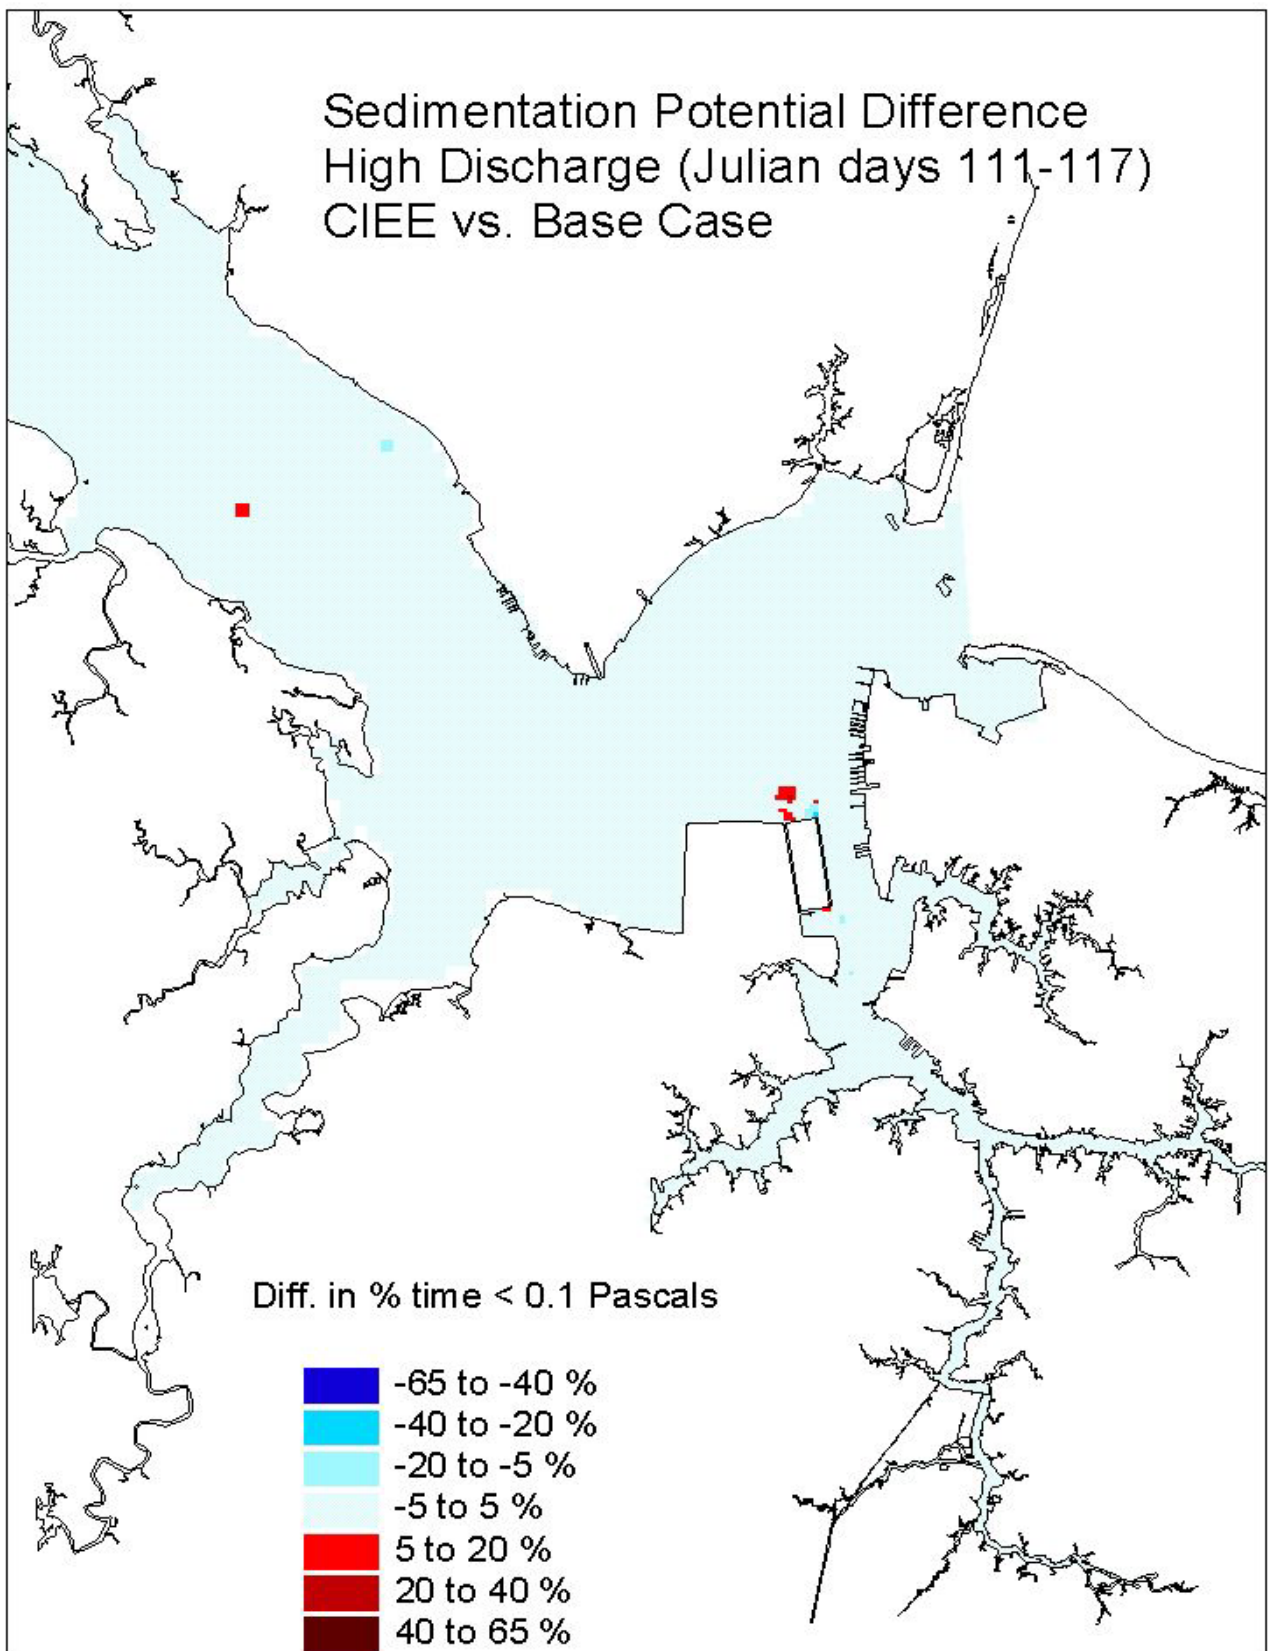 Sedimentation Potential Difference
High Discharge (Julian days 111-117)
CIEE vs. Base Case
Diff. in % time < 0.1 Pascals
-65 to -40 %
-40 to -20 %
-20 to -5 %
-5 to 5 %
5 to 20 %
20 to 40 %
40 to 65 %